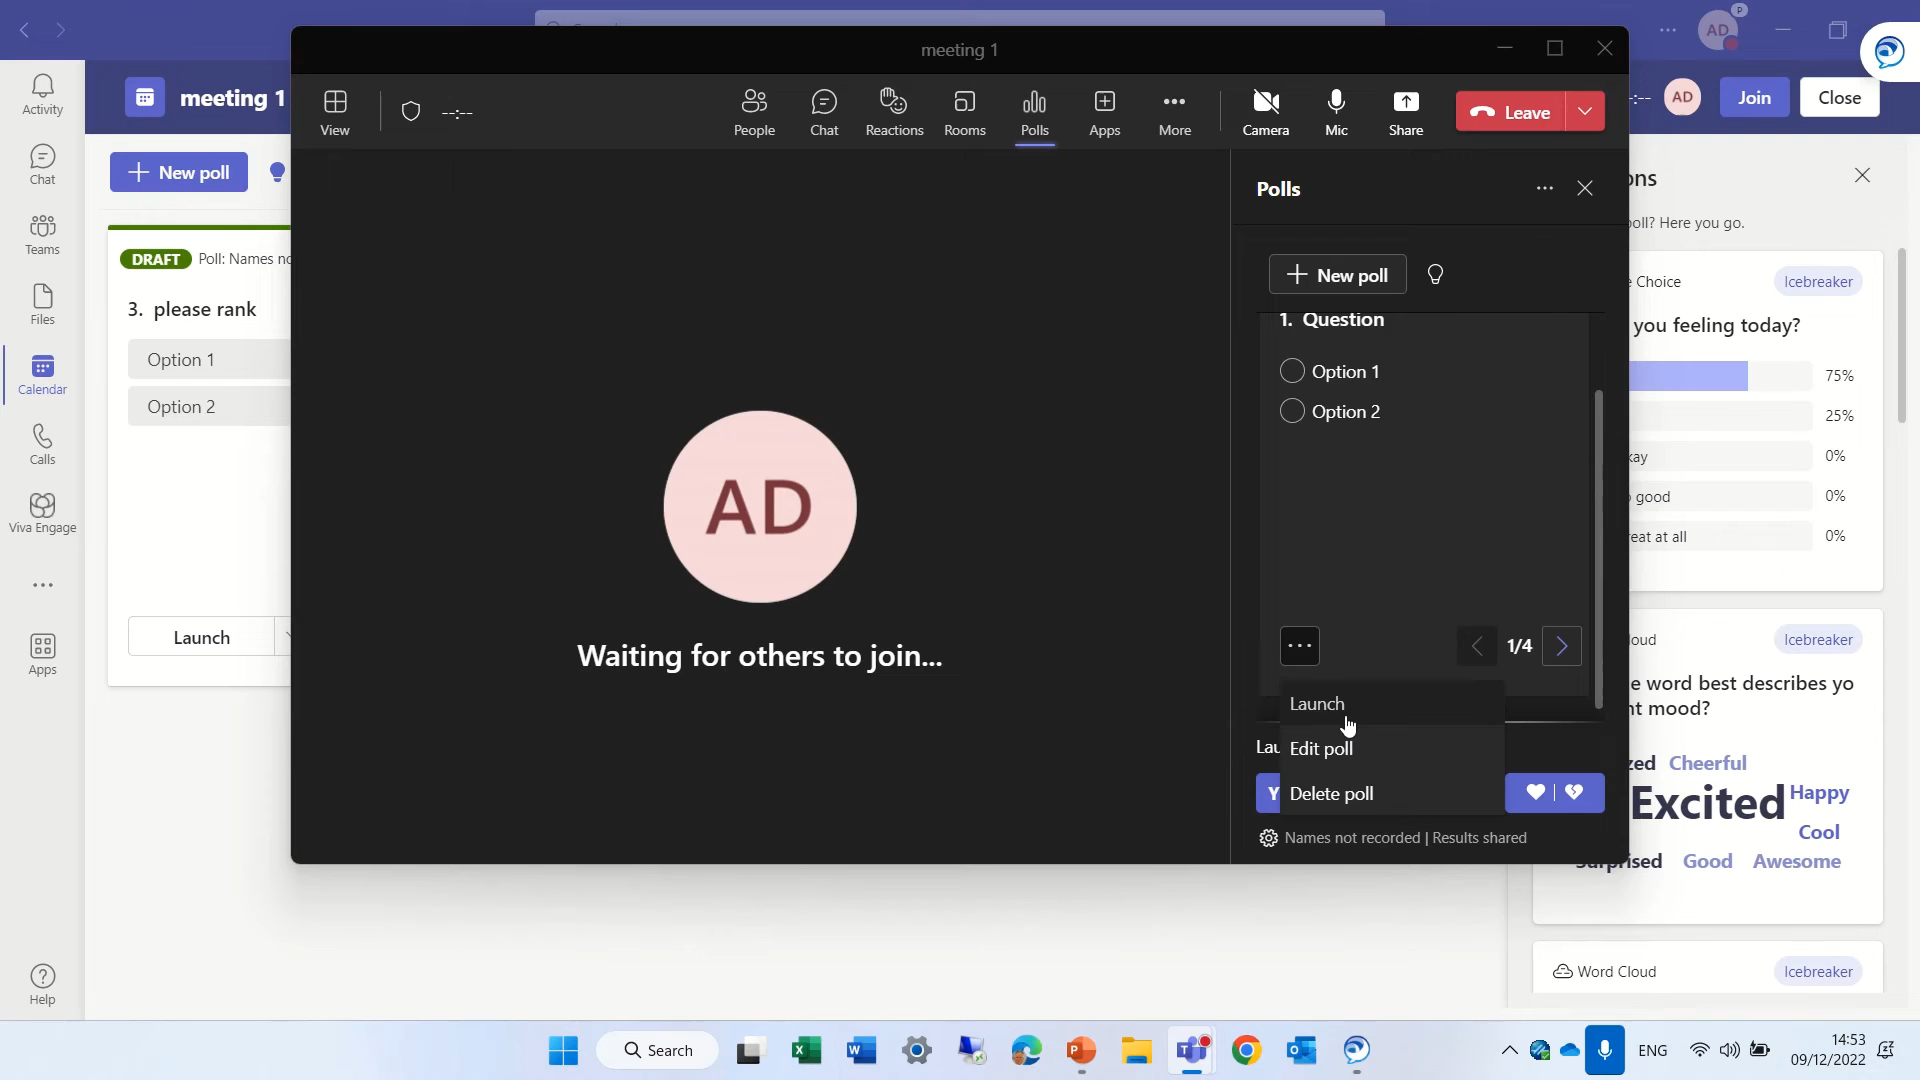 P
AD
meeting 1
meeting 1
AD
Join
Close
View
--:--
People
Chat
Reactions
Rooms
Polls
Apps
More
Camera
Mic
Share
Leave
Activity
Chat
Teams
Files
Calendar
Calls
Viva Engage
Apps
Help
New poll
DRAFT
Poll: Names
3. please rank
Option 1
Option 2
Launch
AD
Waiting for others to join...
Polls
New poll
1. Question
Option 1
Option 2
1/4
Launch
Edit poll
Delete poll
Names not recorded | Results shared
Here you go.
Choice
Icebreaker
you feeling today?
75%
25%
0%
good
0%
at all
0%
Icebreaker
word best describes yo
mood?
Cheerful
Excited
Happy
Cool
Good
Awesome
Word Cloud
Icebreaker
Search
ENG
14:53
09/12/2022